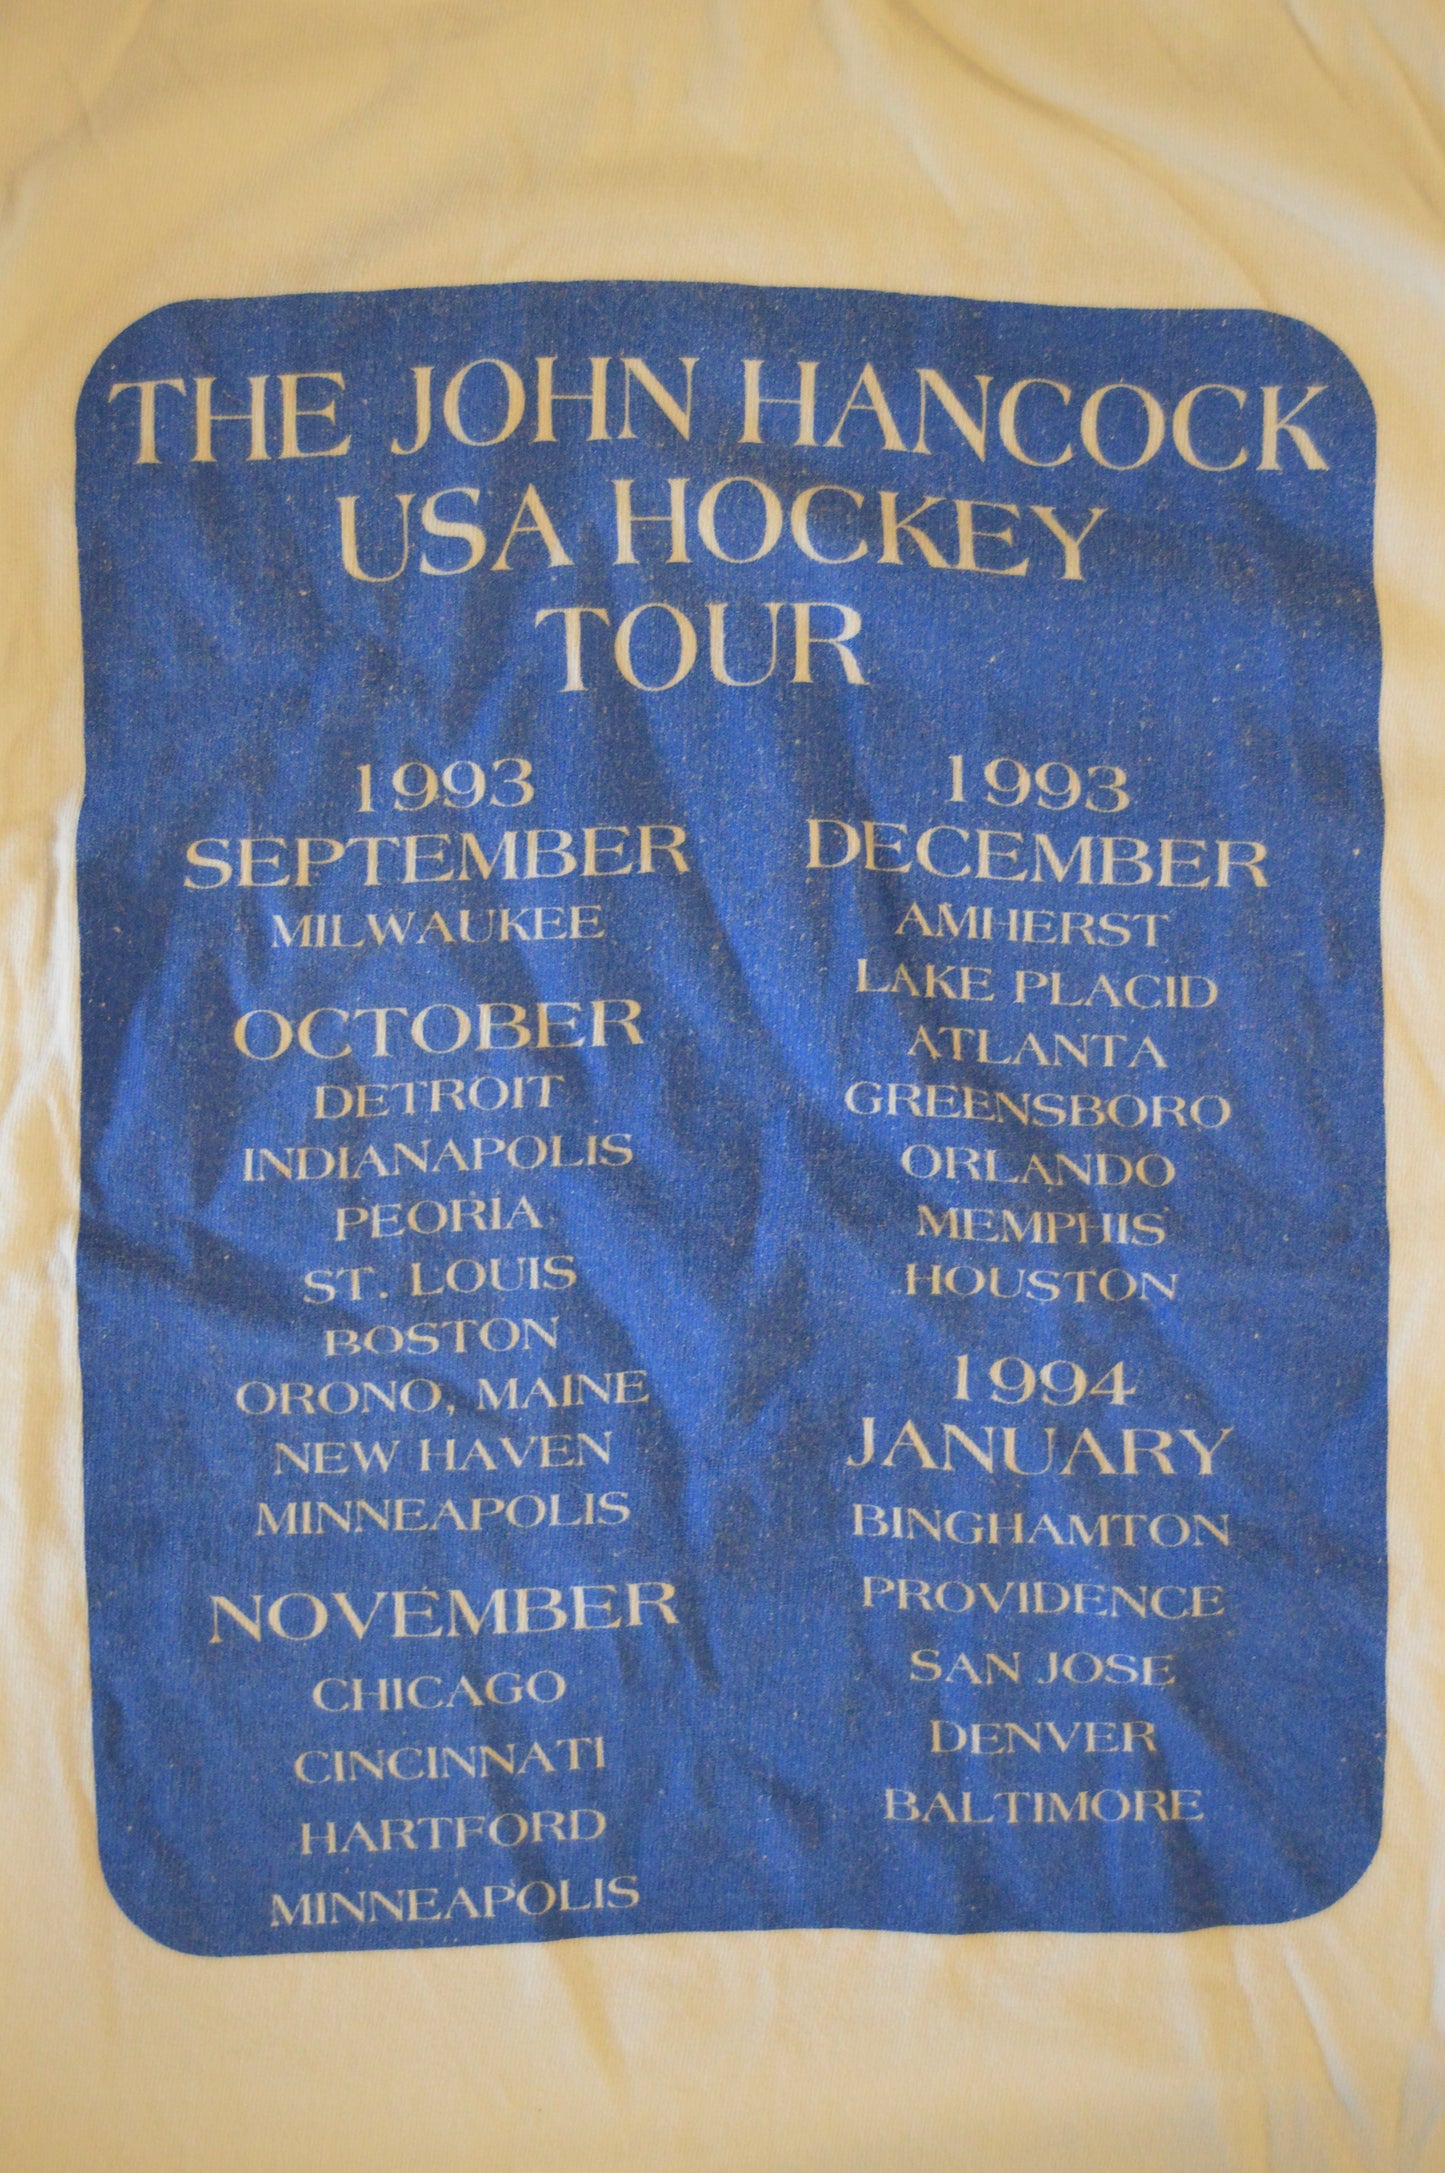 THE JOHN HANCOCK
USA HOCKEY
TOUR
1993
SEPTEMBER
MILWAUKEE
OCTOBER
DETROIT
INDIANAPOLIS
PEORIA
ST. LOUIS
BOSTON
ORONO, MAINE
NEW HAVEN
MINNEAPOLIS
NOVEMBER
CHICAGO
CINCINNATI
HARTFORD
MINNEAPOLIS
1993
DECEMBER
AMHERST
LAKE PLACID
ATLANTA
GREENSBORO
ORLANDO
MEMPHIS
HOUSTON
1994
JANUARY
BINGHAMTON
PROVIDENCE
SAN JOSE
DENVER
BALTIMORE